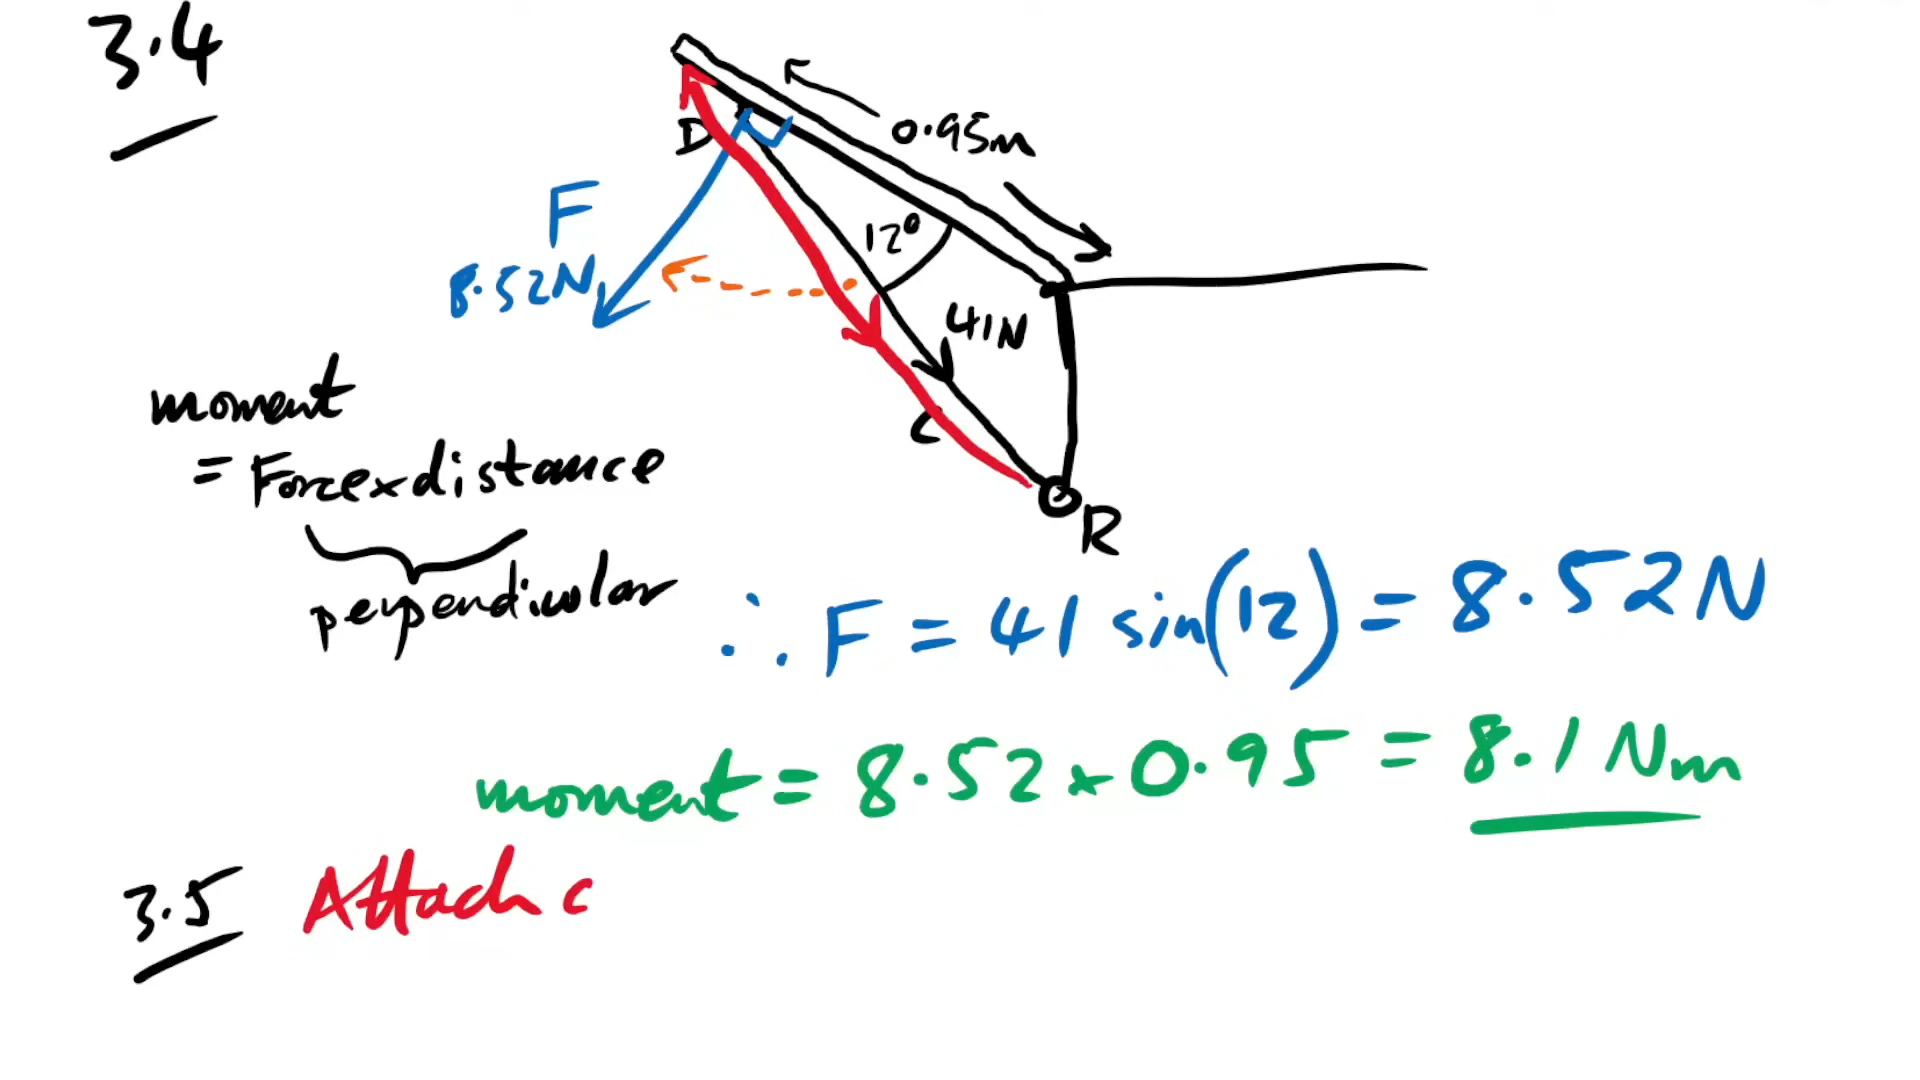 3.4
0.95m
D
F
12°
8.52N
41N
moment
C
= Force×distance
R
perpendicular
∴ F = 41 sin(12) = 8.52N
moment = 8.52×0.95 = 8.1 Nm
3.5 Attach c